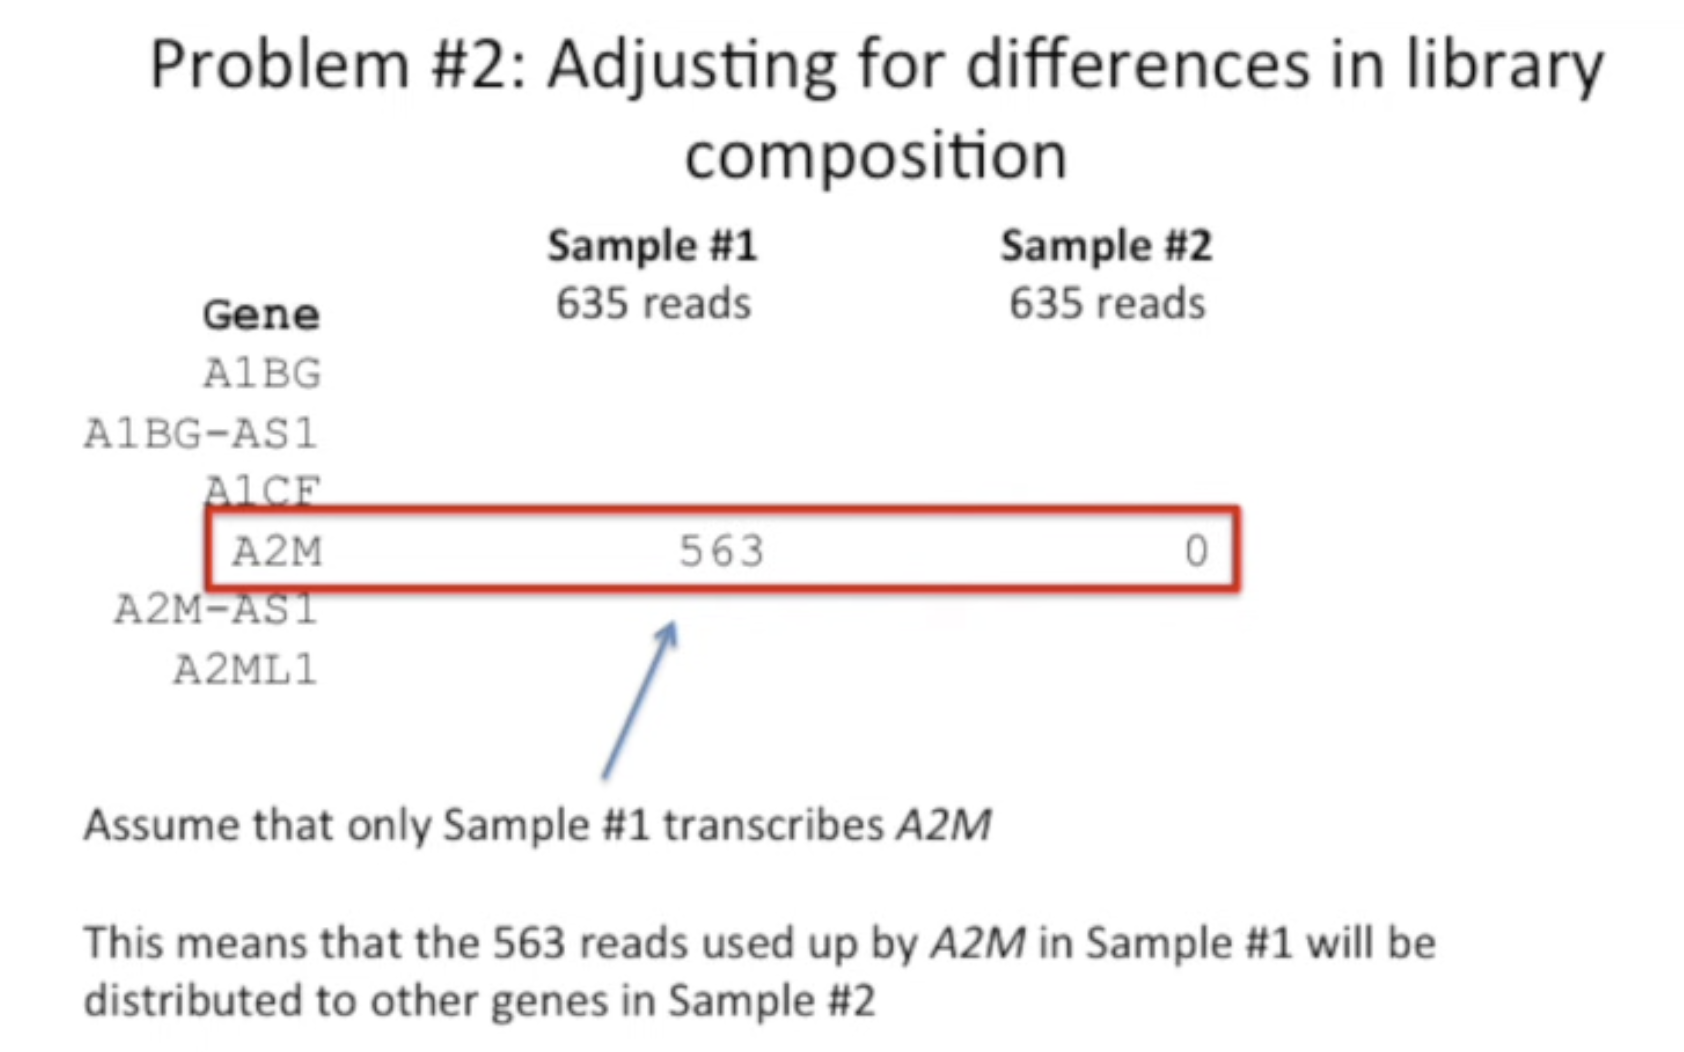 Problem #2: Adjusting for differences in library
composition
Sample #1 Sample #2
635 reads 635 reads
Gene
A1BG
A1BG-AS1
A1CF
A2M 563 0
A2M-AS1
A2ML1
Assume that only Sample #1 transcribes A2M
This means that the 563 reads used up by A2M in Sample #1 will be
distributed to other genes in Sample #2